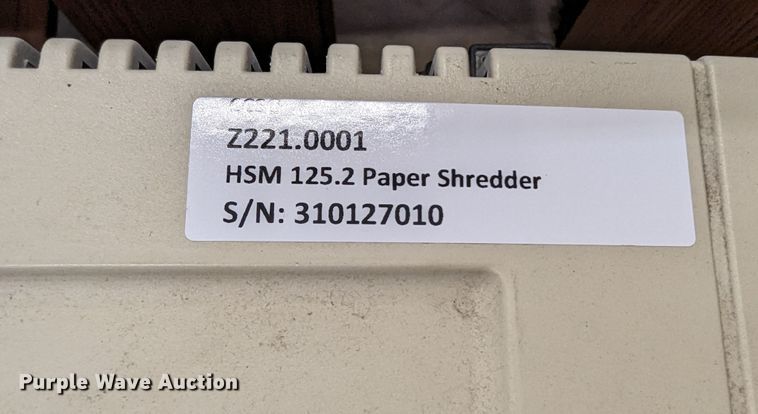 Z221.0001
HSM 125.2 Paper Shredder
S/N: 310127010
Purple Wave Auction